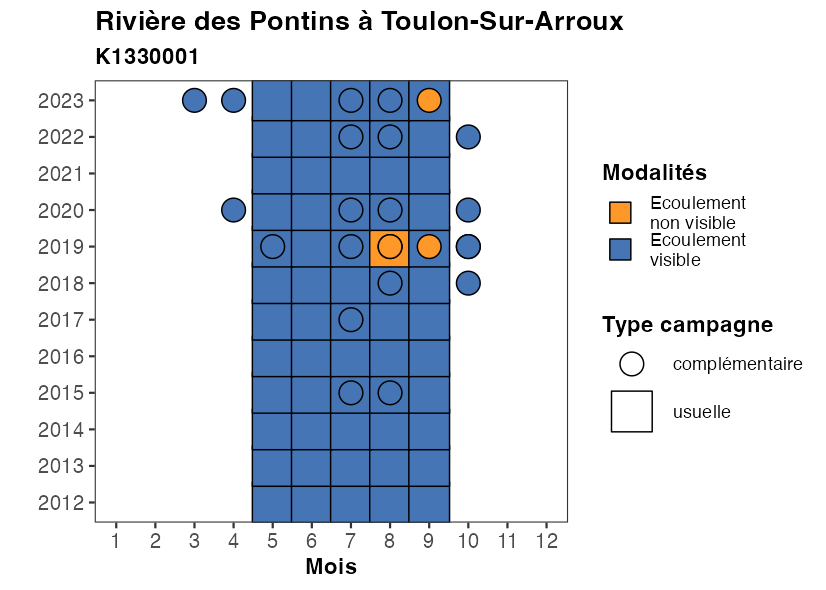 Rivière des Pontins à Toulon-Sur-Arroux
K1330001
2023
2022
2021
2020
2019
2018
2017
2016
2015
2014
2013
2012
1 2 3 4 5 6 7 8 9 10 11 12
Mois
Modalités
Ecoulement
non visible
Ecoulement
visible
Type campagne
complémentaire
usuelle